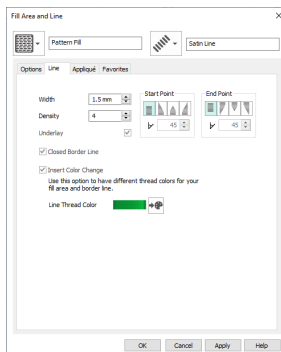 Fill Area and Line
Pattern Fill
Satin Line
Options Line Appliqué Favorites
Width 1.5 mm
Density 4
Underlay
Start Point
45
End Point
45
Closed Border Line
Insert Color Change
Use this option to have different thread colors for your
fill area and border line.
Line Thread Color
OK Cancel Apply Help